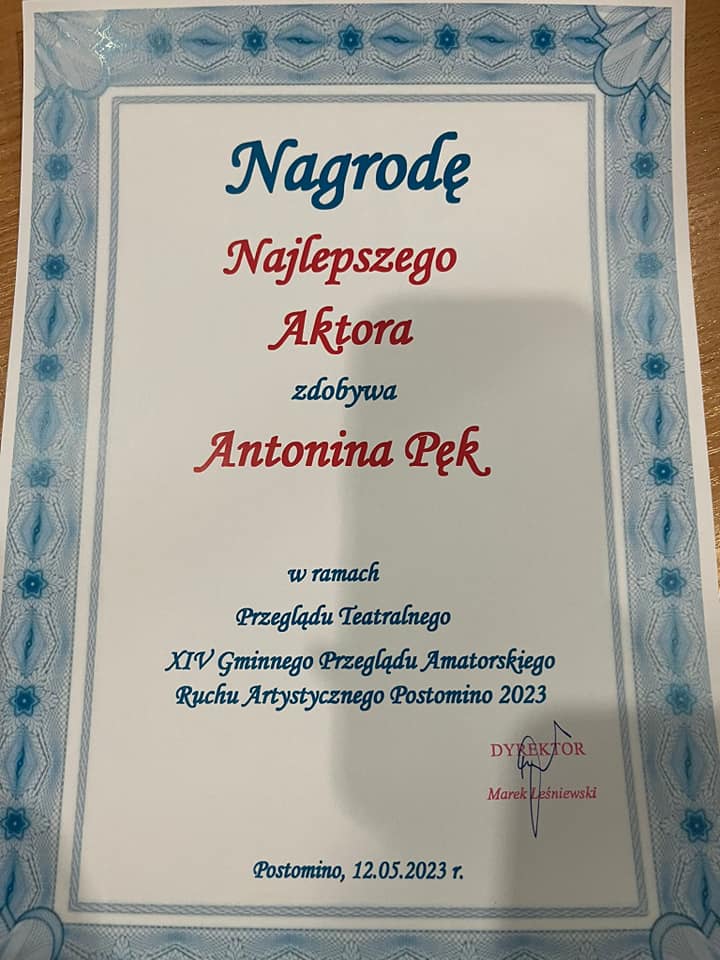 Nagrodę
Najlepszego
Aktora
zdobywa
Antonina Pęk
w ramach
Przeglądu Teatralnego
XIV Gminnego Przeglądu Amatorskiego
Ruchu Artystycznego Postomino 2023
DYREKTOR
Marek Leśniewski
Postomino, 12.05.2023 r.